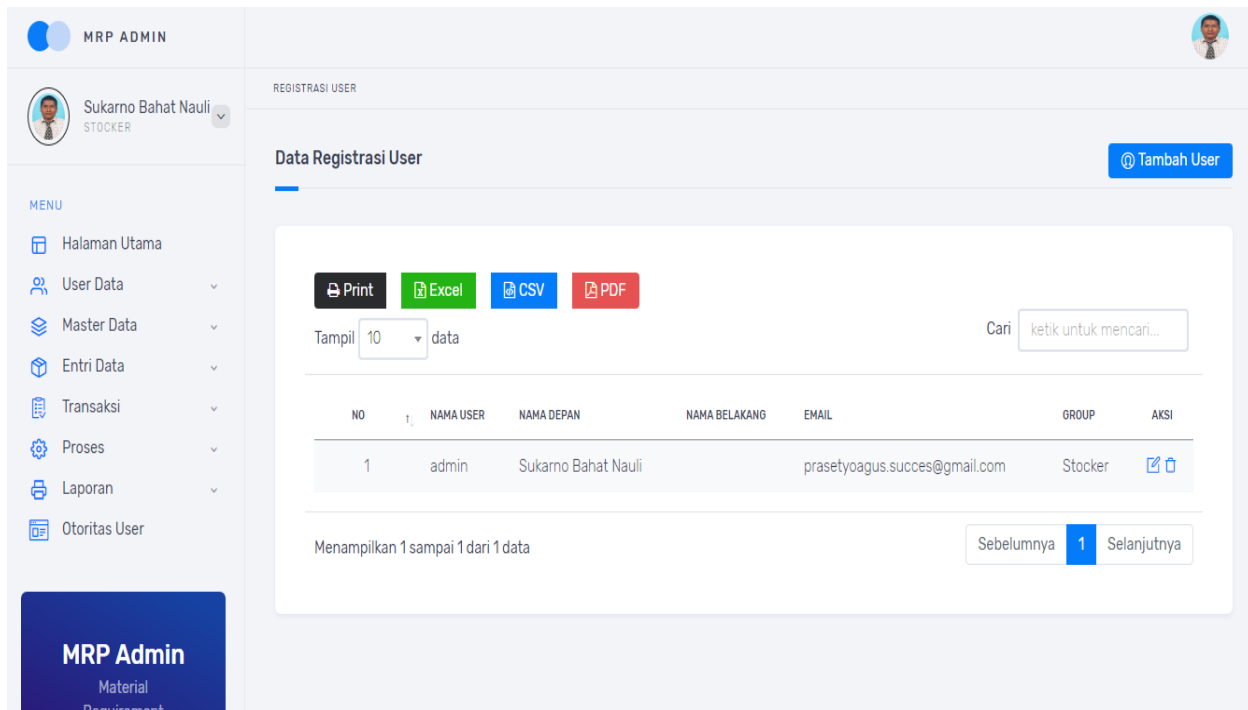 MRP ADMIN
Sukarno Bahat Nauli
STOCKER
MENU
Halaman Utama
User Data
Master Data
Entri Data
Transaksi
Proses
Laporan
Otoritas User
MRP Admin
Material
Requirement
REGISTRASI USER
Data Registrasi User
Tambah User
Print Excel CSV PDF
Tampil 10 data
Cari ketik untuk mencari...
NO NAMA USER NAMA DEPAN NAMA BELAKANG EMAIL GROUP AKSI
1 admin Sukarno Bahat Nauli prasetyoagus.succes@gmail.com Stocker
Menampilkan 1 sampai 1 dari 1 data
Sebelumnya 1 Selanjutnya